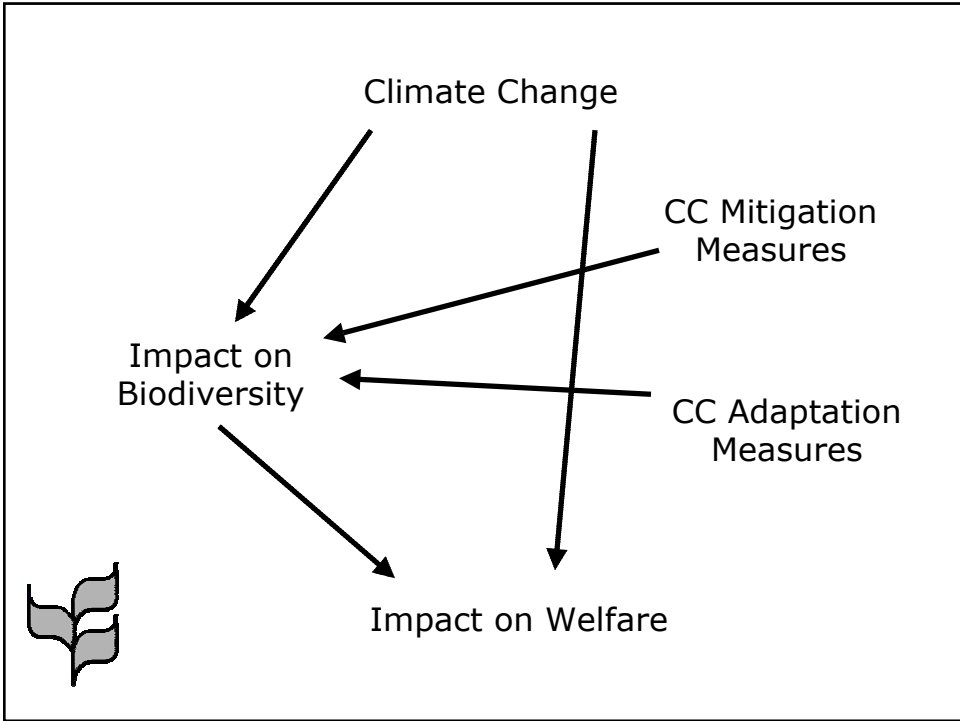 Climate Change
CC Mitigation
Measures
Impact on
Biodiversity
CC Adaptation
Measures
Impact on Welfare